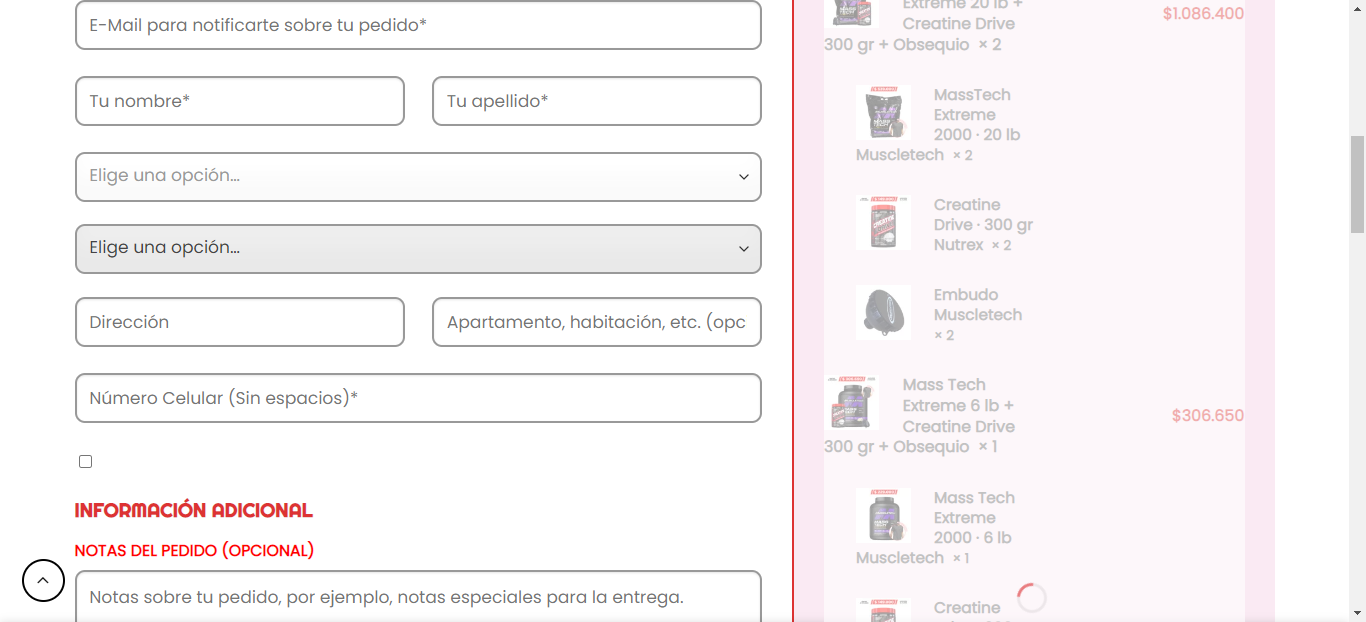 E-Mail para notificarte sobre tu pedido*
Tu nombre*
Tu apellido*
Elige una opción...
Elige una opción...
Dirección
Apartamento, habitación, etc. (opc
Número Celular (Sin espacios)*
INFORMACIÓN ADICIONAL
NOTAS DEL PEDIDO (OPCIONAL)
Notas sobre tu pedido, por ejemplo, notas especiales para la entrega.
Extreme 20 lb +
Creatine Drive
300 gr + Obsequio × 2
$1.086.400
MassTech
Extreme
2000 · 20 lb
Muscletech × 2
Creatine
Drive · 300 gr
Nutrex × 2
Embudo
Muscletech
× 2
Mass Tech
Extreme 6 lb +
Creatine Drive
300 gr + Obsequio × 1
$306.650
Mass Tech
Extreme
2000 · 6 lb
Muscletech × 1
Creatine